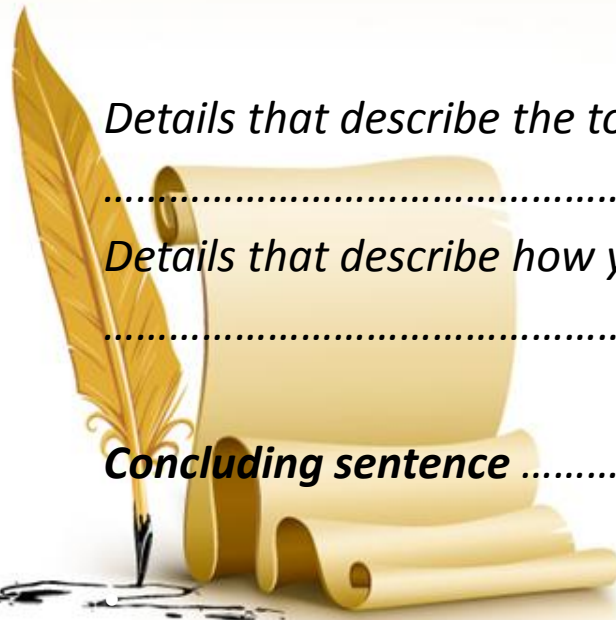 Details that describe the to
……………………………………………
Details that describe how y
……………………………………………
Concluding sentence ………